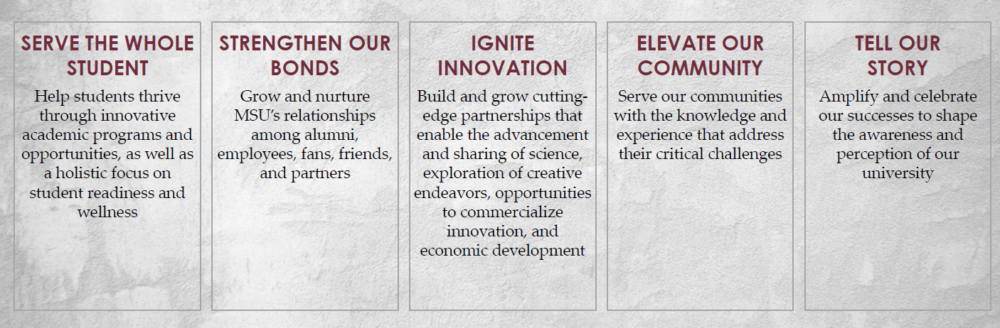 SERVE THE WHOLE
STUDENT
Help students thrive
through innovative
academic programs and
opportunities, as well as
a holistic focus on
student readiness and
wellness
STRENGTHEN OUR
BONDS
Grow and nurture
MSU's relationships
among alumni,
employees, fans, friends,
and partners
IGNITE
INNOVATION
Build and grow cutting-
edge partnerships that
enable the advancement
and sharing of science,
exploration of creative
endeavors, opportunities
to commercialize
innovation, and
economic development
ELEVATE OUR
COMMUNITY
Serve our communities
with the knowledge and
experience that address
their critical challenges
TELL OUR
STORY
Amplify and celebrate
our successes to shape
the awareness and
perception of our
university